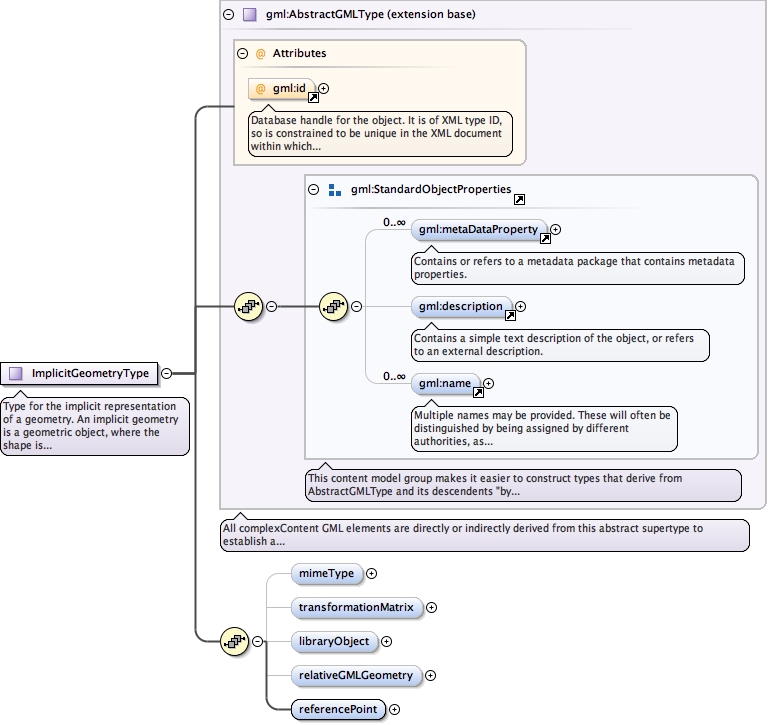 gml:AbstractGMLType (extension base)
@ Attributes
@ gml:id
Database handle for the object. It is of XML type ID,
so is constrained to be unique in the XML document
within which...
gml:StandardObjectProperties
0..∞
gml:metaDataProperty
Contains or refers to a metadata package that contains metadata
properties.
gml:description
Contains a simple text description of the object, or refers
to an external description.
0..∞
gml:name
Multiple names may be provided. These will often be
distinguished by being assigned by different
authorities, as...
This content model group makes it easier to construct types that derive from
AbstractGMLType and its descendents "by...
All complexContent GML elements are directly or indirectly derived from this abstract supertype to
establish a...
ImplicitGeometryType
Type for the implicit representation
of a geometry. An implicit geometry
is a geometric object, where the
shape is...
mimeType
transformationMatrix
libraryObject
relativeGMLGeometry
referencePoint